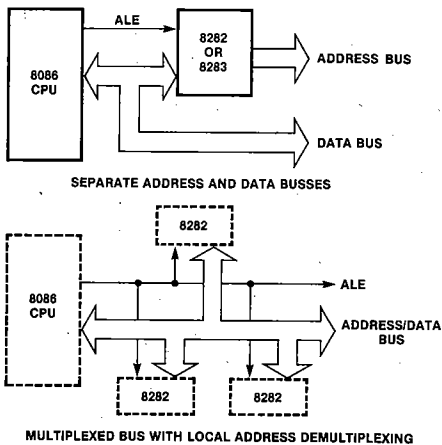 ALE
8086
CPU
8282
OR
8283
ADDRESS BUS
DATA BUS
SEPARATE ADDRESS AND DATA BUSSES
8282
8086
CPU
ALE
ADDRESS/DATA
BUS
8282
8282
MULTIPLEXED BUS WITH LOCAL ADDRESS DEMULTIPLEXING